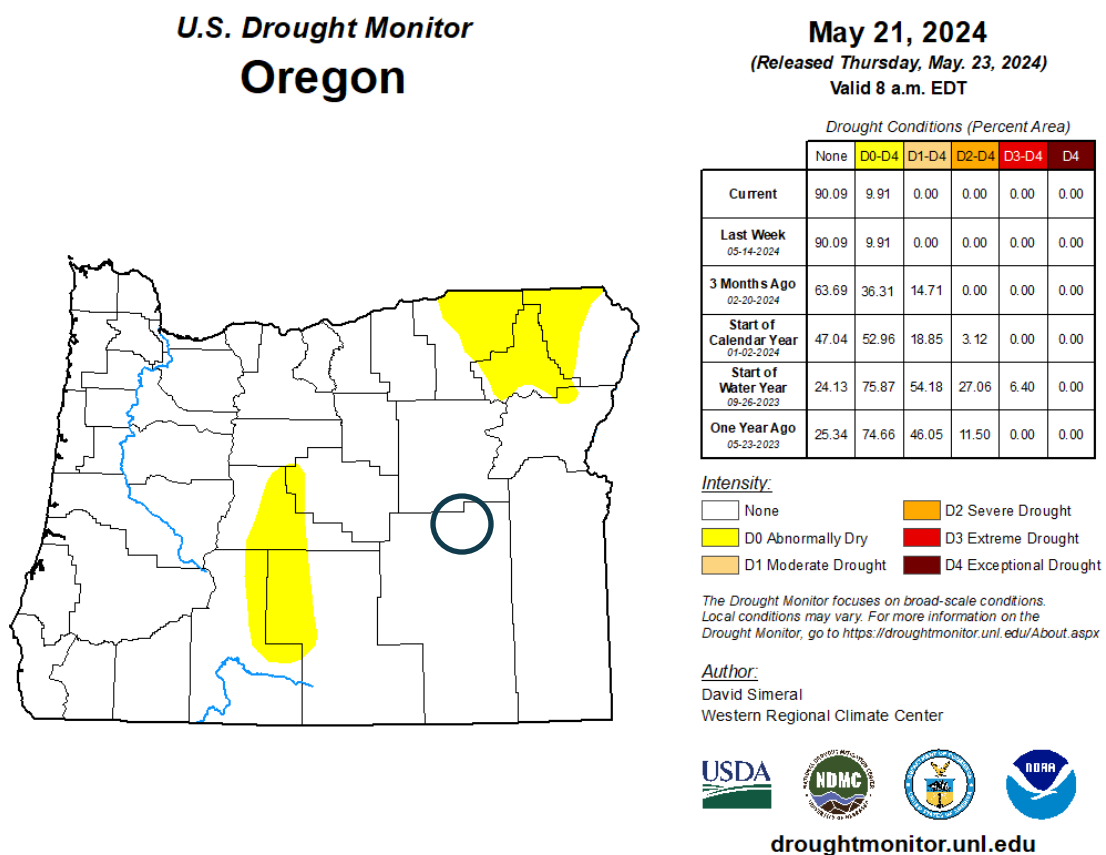 U.S. Drought Monitor
Oregon
May 21, 2024
(Released Thursday, May. 23, 2024)
Valid 8 a.m. EDT
Drought Conditions (Percent Area)
None D0-D4 D1-D4 D2-D4 D3-D4 D4
Current 90.09 9.91 0.00 0.00 0.00 0.00
Last Week
05-14-2024 90.09 9.91 0.00 0.00 0.00 0.00
3 Months Ago
02-20-2024 63.69 36.31 14.71 0.00 0.00 0.00
Start of
Calendar Year
01-02-2024 47.04 52.96 18.85 3.12 0.00 0.00
Start of
Water Year
09-26-2023 24.13 75.87 54.18 27.06 6.40 0.00
One Year Ago
05-23-2023 25.34 74.66 46.05 11.50 0.00 0.00
Intensity:
None
D0 Abnormally Dry
D1 Moderate Drought
D2 Severe Drought
D3 Extreme Drought
D4 Exceptional Drought
The Drought Monitor focuses on broad-scale conditions.
Local conditions may vary. For more information on the
Drought Monitor, go to https://droughtmonitor.unl.edu/About.aspx
Author:
David Simeral
Western Regional Climate Center
USDA
NDMC
NOAA
droughtmonitor.unl.edu